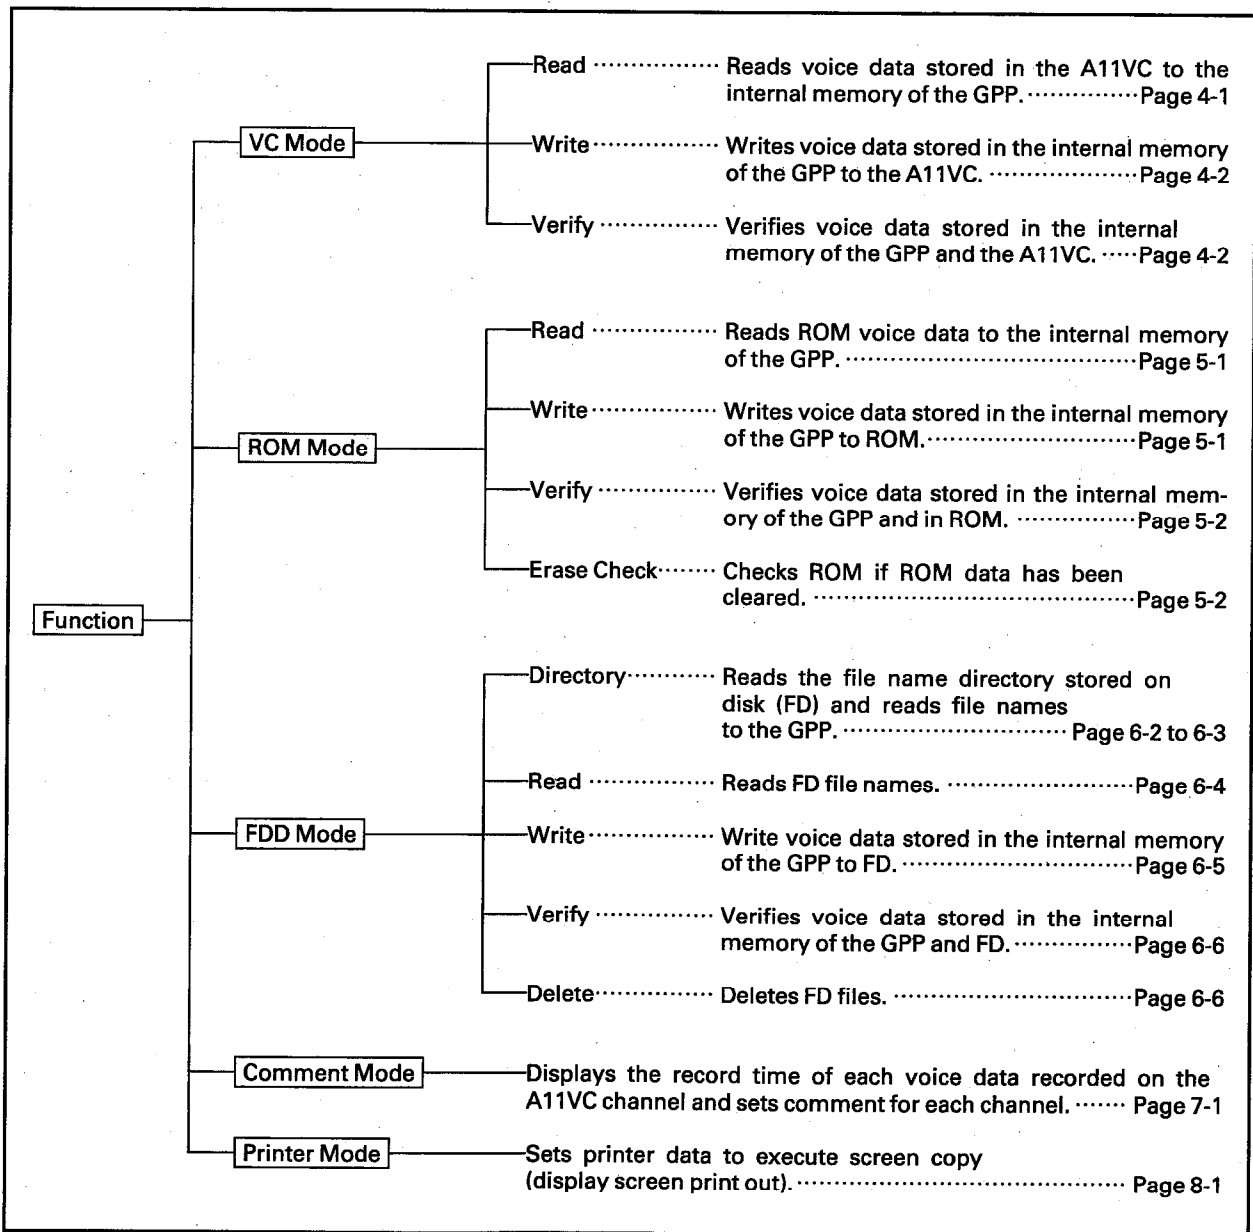 Read ················ Reads voice data stored in the A11VC to the
internal memory of the GPP. ··············Page 4-1
VC Mode
Write ················ Writes voice data stored in the internal memory
of the GPP to the A11VC. ···················Page 4-2
Verify ··············· Verifies voice data stored in the internal
memory of the GPP and the A11VC. ·····Page 4-2
Read ················ Reads ROM voice data to the internal memory
of the GPP. ·····································Page 5-1
Write ················ Writes voice data stored in the internal memory
of the GPP to ROM. ···························Page 5-1
ROM Mode
Verify ··············· Verifies voice data stored in the internal mem-
ory of the GPP and in ROM. ···············Page 5-2
Erase Check ······· Checks ROM if ROM data has been
cleared. ·········································Page 5-2
Function
Directory ··········· Reads the file name directory stored on
disk (FD) and reads file names
to the GPP. ····························· Page 6-2 to 6-3
Read ················ Reads FD file names. ························Page 6-4
FDD Mode
Write ················ Write voice data stored in the internal memory
of the GPP to FD. ······························Page 6-5
Verify ··············· Verifies voice data stored in the internal
memory of the GPP and FD. ···············Page 6-6
Delete ··············· Deletes FD files. ·······························Page 6-6
Comment Mode Displays the record time of each voice data recorded on the
A11VC channel and sets comment for each channel. ······· Page 7-1
Printer Mode Sets printer data to execute screen copy
(display screen print out). ·········································· Page 8-1